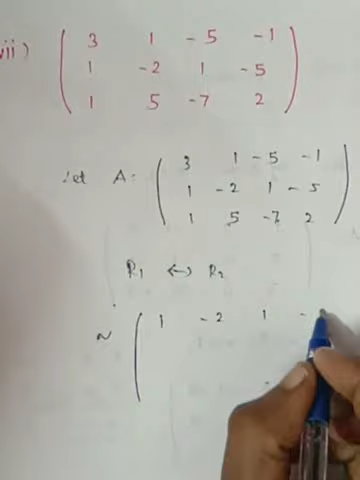 vii) ( 3 1 -5 -1
1 -2 1 -5
1 5 -7 2 )
Let A: ( 3 1 -5 -1
1 -2 1 -5
1 5 -7 2 )
R1 ↔ R2
~ ( 1 -2 1 -